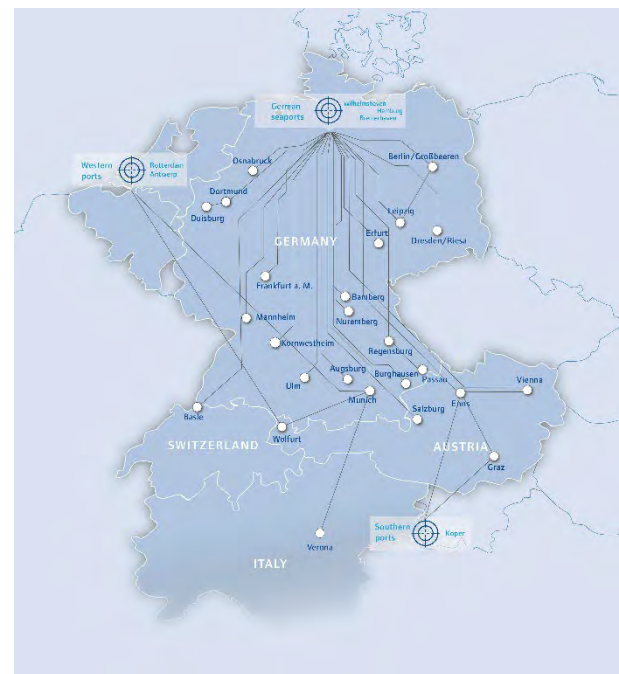 German
seaports
Wilhelmshaven
Hamburg
Bremerhaven
Western
ports
Rotterdam
Antwerp
Osnabruck
Berlin/Großbeeren
Dortmund
Duisburg
Leipzig
Erfurt
Dresden/Riesa
GERMANY
Frankfurt a. M.
Bamberg
Mannheim
Nuremberg
Kornwestheim
Regensburg
Augsburg
Burghausen
Passau
Ulm
Munich
Vienna
Enns
Basle
Salzburg
Wolfurt
SWITZERLAND
AUSTRIA
Graz
Southern
ports
Koper
Verona
ITALY